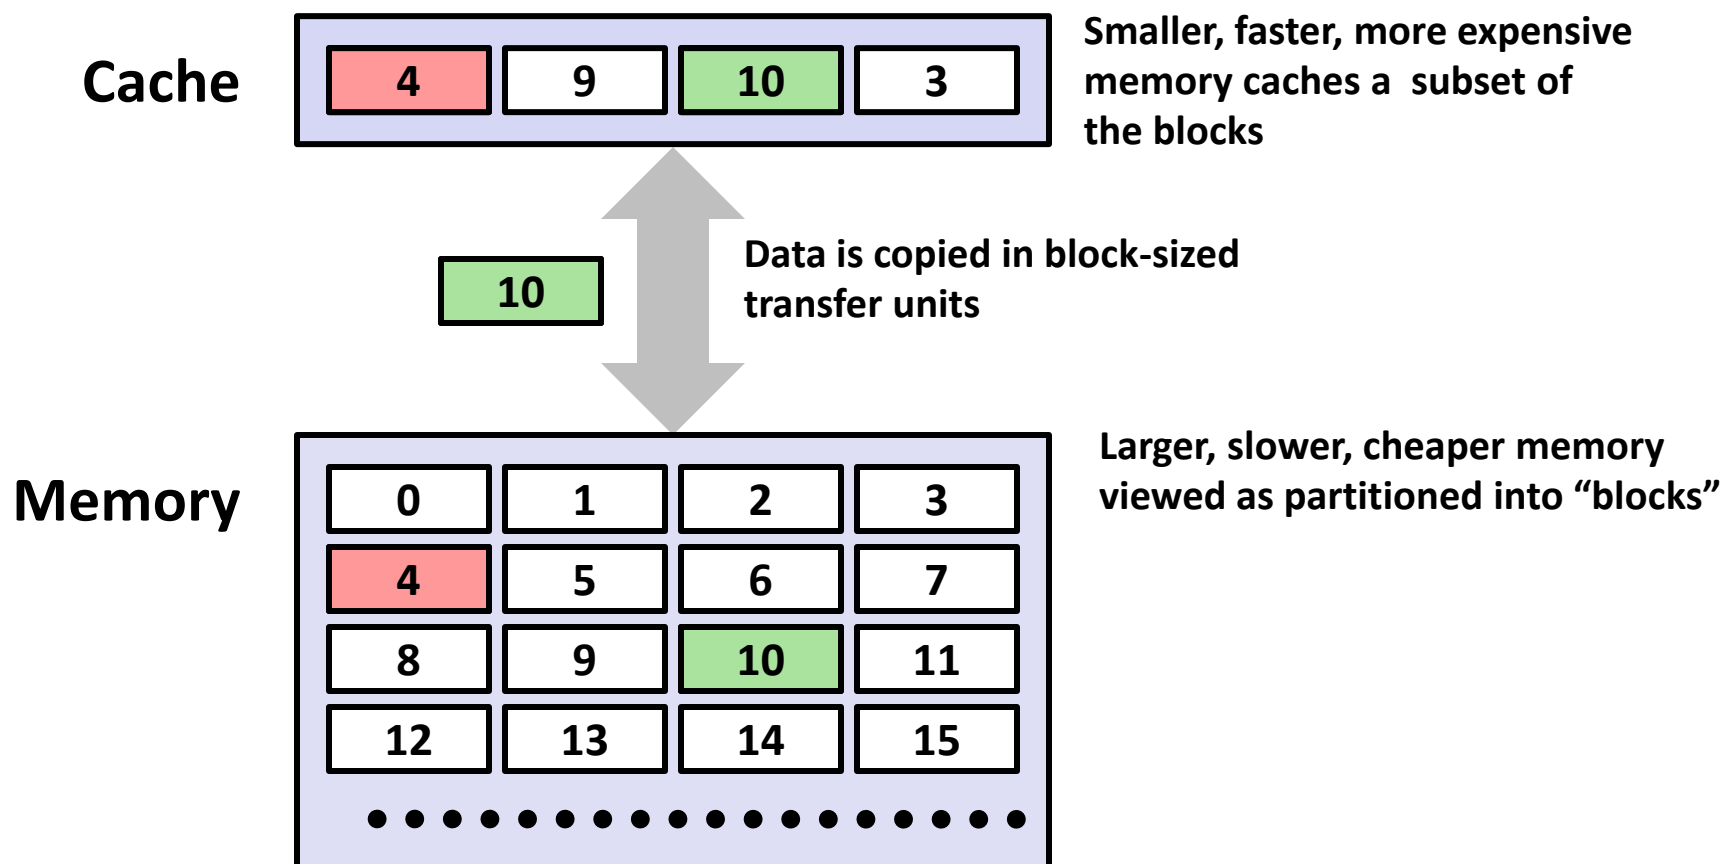 Cache
4 9 10 3
Smaller, faster, more expensive
memory caches a  subset of
the blocks
10
Data is copied in block-sized
transfer units
Memory
Larger, slower, cheaper memory
viewed as partitioned into “blocks”
0 1 2 3
4 5 6 7
8 9 10 11
12 13 14 15